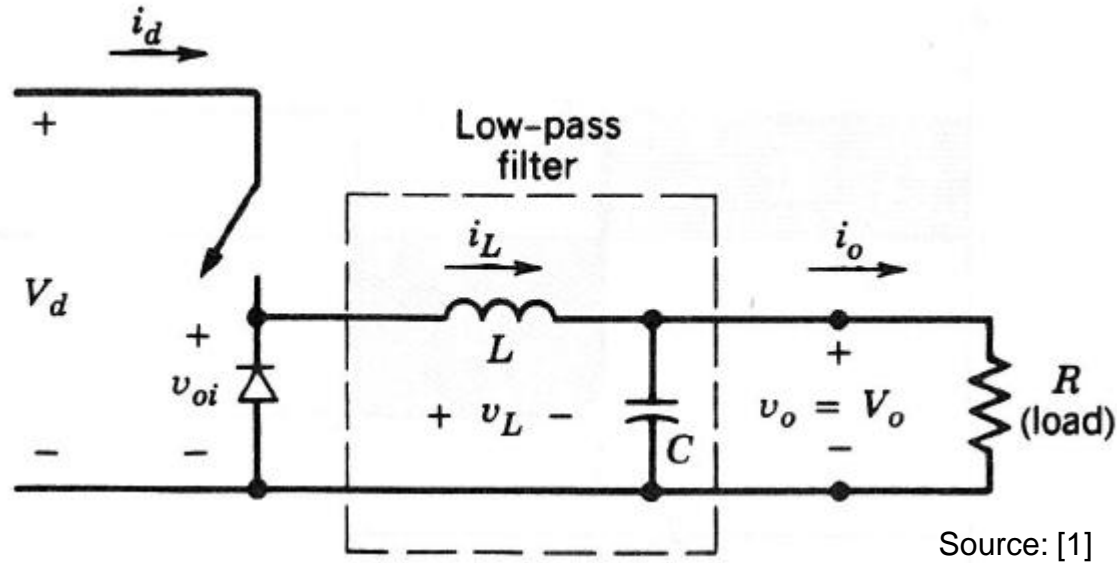 i_d
+
Low-pass
filter
i_L
i_o
V_d
+
L
+
v_oi
+ v_L −
C
v_o = V_o
R
(load)
−
−
−
Source: [1]